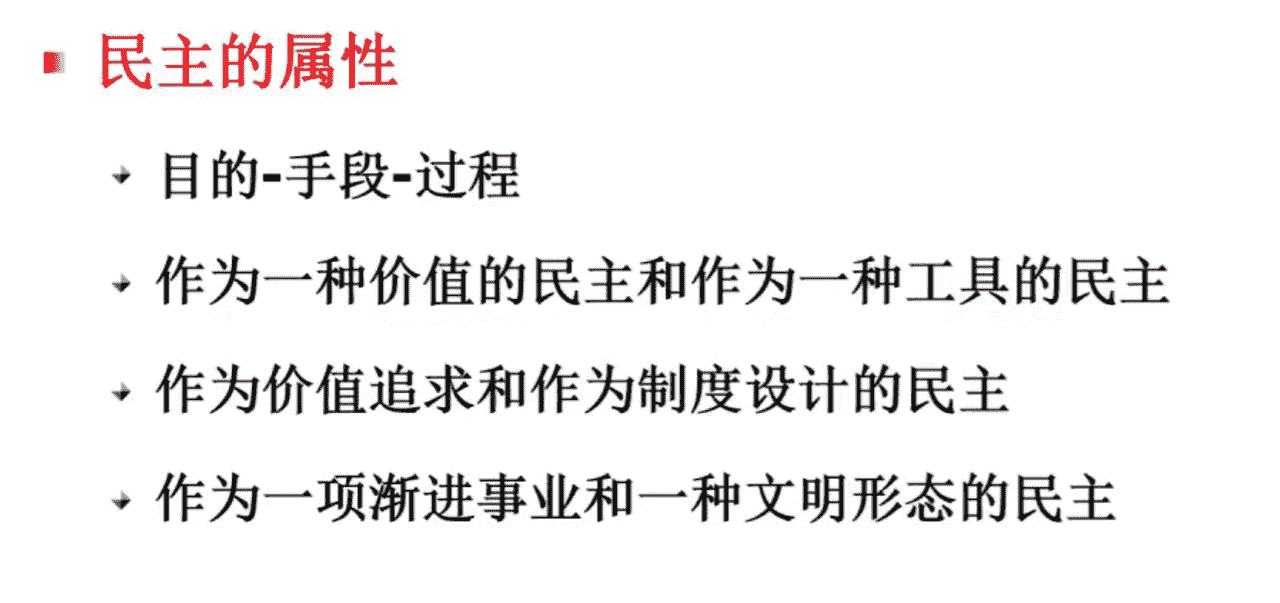 民主的属性
目的-手段-过程
作为一种价值的民主和作为一种工具的民主
作为价值追求和作为制度设计的民主
作为一项渐进事业和一种文明形态的民主